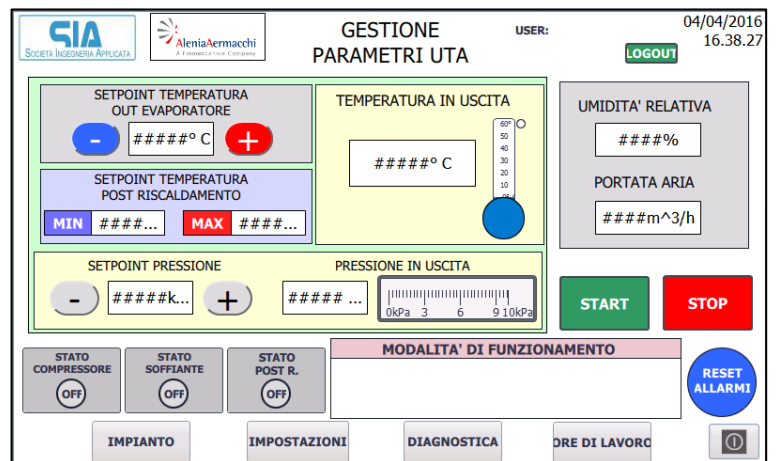 SIA
SOCIETÀ INGEGNERIA APPLICATA
AleniaAermacchi
A Finmeccanica Company
GESTIONE
PARAMETRI UTA
USER:
LOGOUT
04/04/2016
16.38.27
SETPOINT TEMPERATURA
OUT EVAPORATORE
-
#####° C
+
SETPOINT TEMPERATURA
POST RISCALDAMENTO
MIN ####...
MAX ####...
TEMPERATURA IN USCITA
#####° C
60°
50
40
30
20
10
UMIDITA' RELATIVA
####%
PORTATA ARIA
####m^3/h
SETPOINT PRESSIONE
-
#####k...
+
PRESSIONE IN USCITA
##### ...
0kPa 3 6 9 10kPa
START
STOP
STATO
COMPRESSORE
OFF
STATO
SOFFIANTE
OFF
STATO
POST R.
OFF
MODALITA' DI FUNZIONAMENTO
RESET
ALLARMI
IMPIANTO
IMPOSTAZIONI
DIAGNOSTICA
ORE DI LAVORO